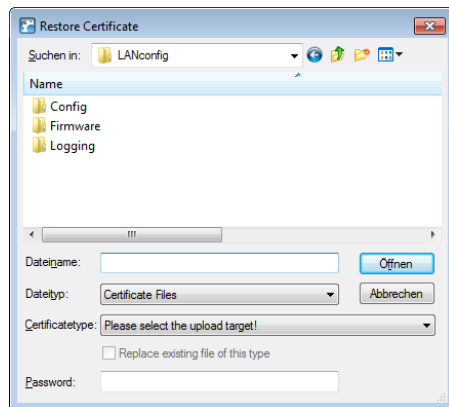 Restore Certificate
Suchen in: LANconfig
Name
Config
Firmware
Logging
Dateiname: Öffnen
Dateityp: Certificate Files Abbrechen
Certificatetype: Please select the upload target!
Replace existing file of this type
Password: